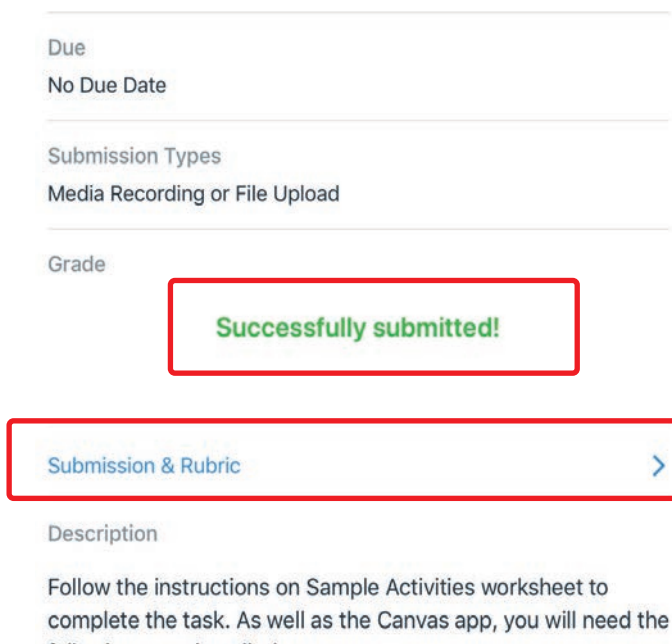 Due
No Due Date
Submission Types
Media Recording or File Upload
Grade
Successfully submitted!
Submission & Rubric
Description
Follow the instructions on Sample Activities worksheet to
complete the task. As well as the Canvas app, you will need the